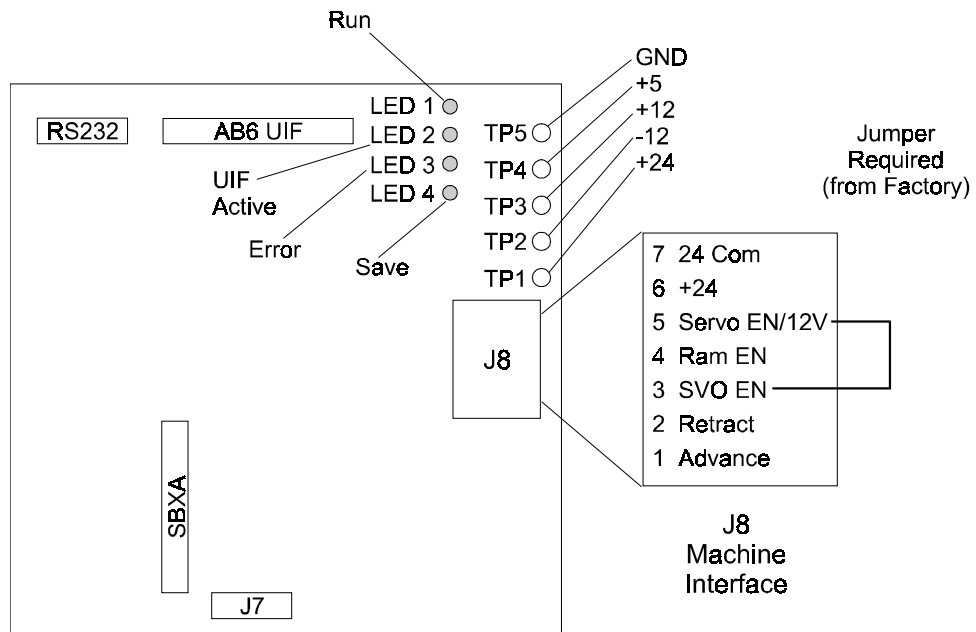 Run
GND
+5
+12
-12
+24
LED 1
LED 2
LED 3
LED 4
RS232
AB6 UIF
TP5
TP4
TP3
TP2
TP1
UIF
Active
Error
Save
Jumper
Required
(from Factory)
7 24 Com
6 +24
5 Servo EN/12V
4 Ram EN
3 SVO EN
2 Retract
1 Advance
J8
J8
Machine
Interface
SBXA
J7